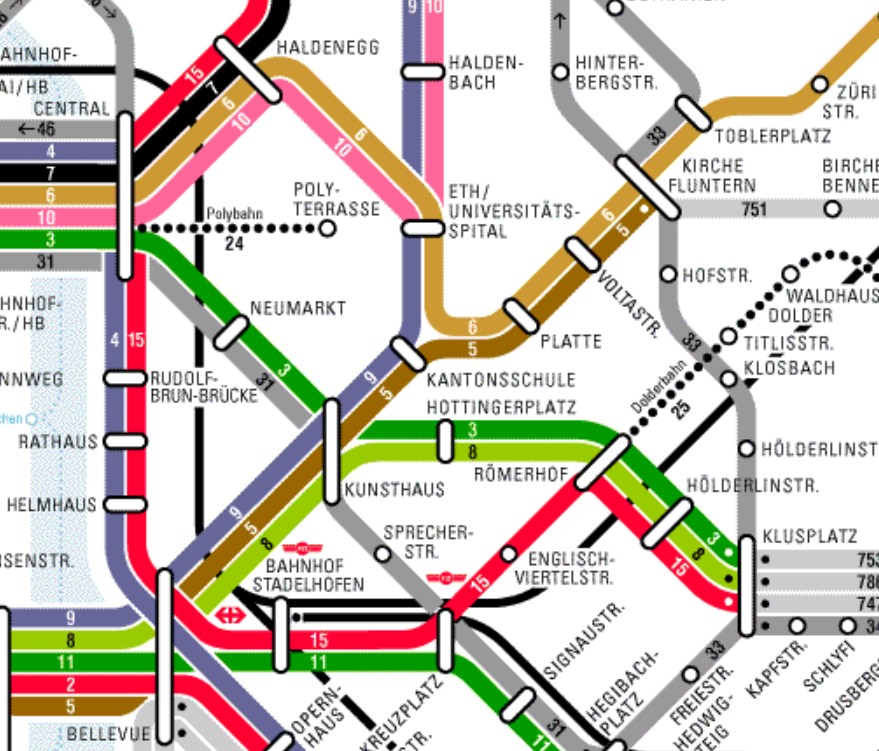 9 10
15
7
6
10
33
33
HALDENEGG
HALDEN-
BACH
HINTER-
BERGSTR.
ZÜRI
STR.
TOBLERPLATZ
KIRCHE
FLUNTERN
BIRCHE
BENNE
751
AHNHOF-
AI/HB
CENTRAL
←46
4
7
6
10
3
31
6
10
POLY-
TERRASSE
Polybahn
24
ETH/
UNIVERSITÄTS-
SPITAL
6
5
VOLTASTR.
HOFSTR.
WALDHAUS
DOLDER
TITLISSTR.
KLOSBACH
Dolderbahn
25
HNHOF-
R./HB
NEUMARKT
3
31
6
5
PLATTE
NNWEG
4
15
RUDOLF-
BRUN-BRÜCKE
9
5
KANTONSSCHULE
HOTTINGERPLATZ
3
8
RÖMERHOF
chen
RATHAUS
HELMHAUS
KUNSTHAUS
HÖLDERLINST
HÖLDERLINSTR.
9
5
8
SPRECHER-
STR.
ENGLISCH-
VIERTELSTR.
15
3
8
15
KLUSPLATZ
753
786
747
34
SENSTR.
BAHNHOF
STADELHOFEN
9
8
11
2
5
15
11
BELLEVUE
OPERN-
HAUS
KREUZPLATZ
STR.
SIGNAUSTR.
31
11
HEGIBACH-
PLATZ
33
FREIESTR.
HEDWIG-
TEIG
KAPFSTR.
SCHLYFI
DRUSBERG